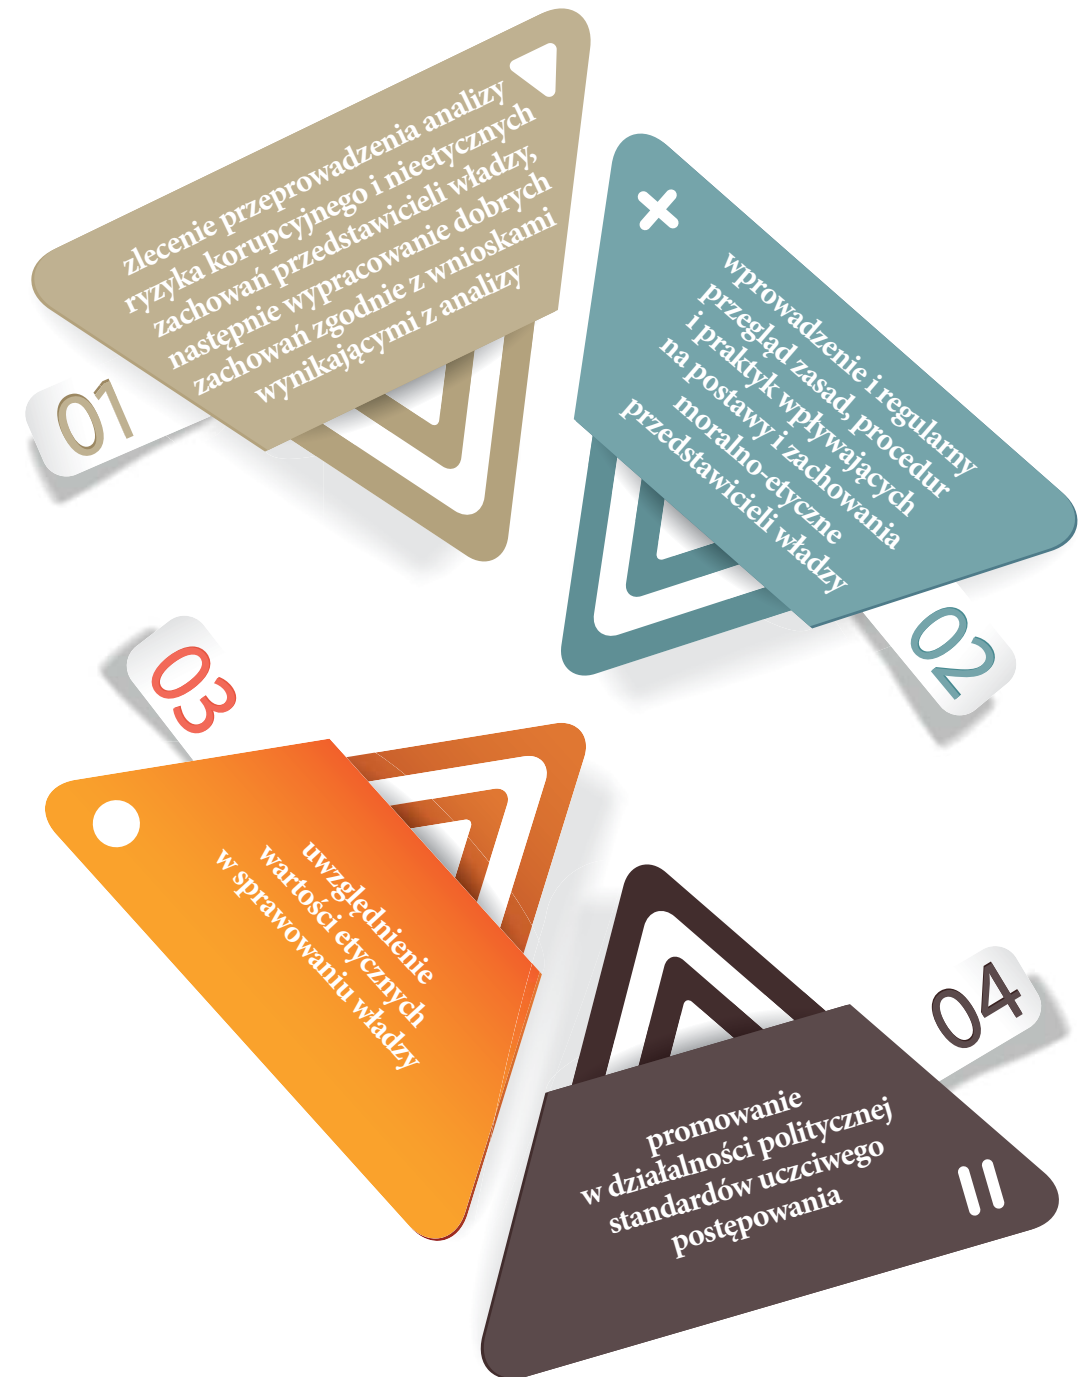 zlecenie przeprowadzenia analizy
ryzyka korupcyjnego i nieetycznych
zachowań przedstawicieli władzy,
następnie wypracowanie dobrych
zachowań zgodnie z wnioskami
wynikającymi z analizy
01
wprowadzenie i regularny
przegląd zasad, procedur
i praktyk wpływających
na postawy i zachowania
moralno-etyczne
przedstawicieli władzy
02
03
uwzględnienie
wartości etycznych
w sprawowaniu władzy
04
promowanie
w działalności politycznej
standardów uczciwego
postępowania